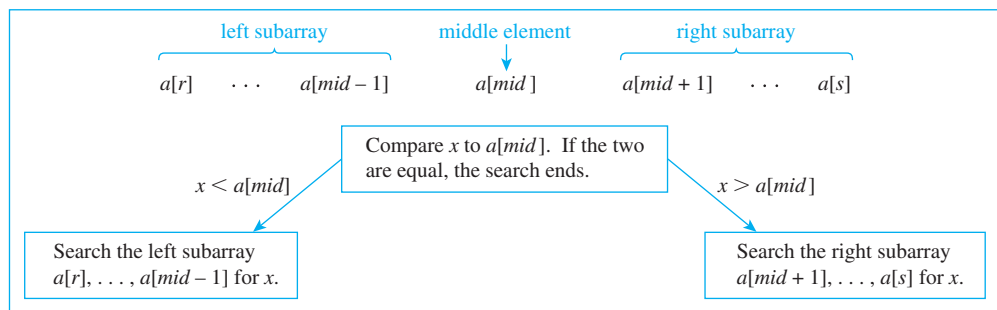 left subarray middle element right subarray
a[r] . . . a[mid – 1] a[mid] a[mid + 1] . . . a[s]
Compare x to a[mid]. If the two
are equal, the search ends.
x < a[mid] x > a[mid]
Search the left subarray
a[r], . . . , a[mid – 1] for x.
Search the right subarray
a[mid + 1], . . . , a[s] for x.